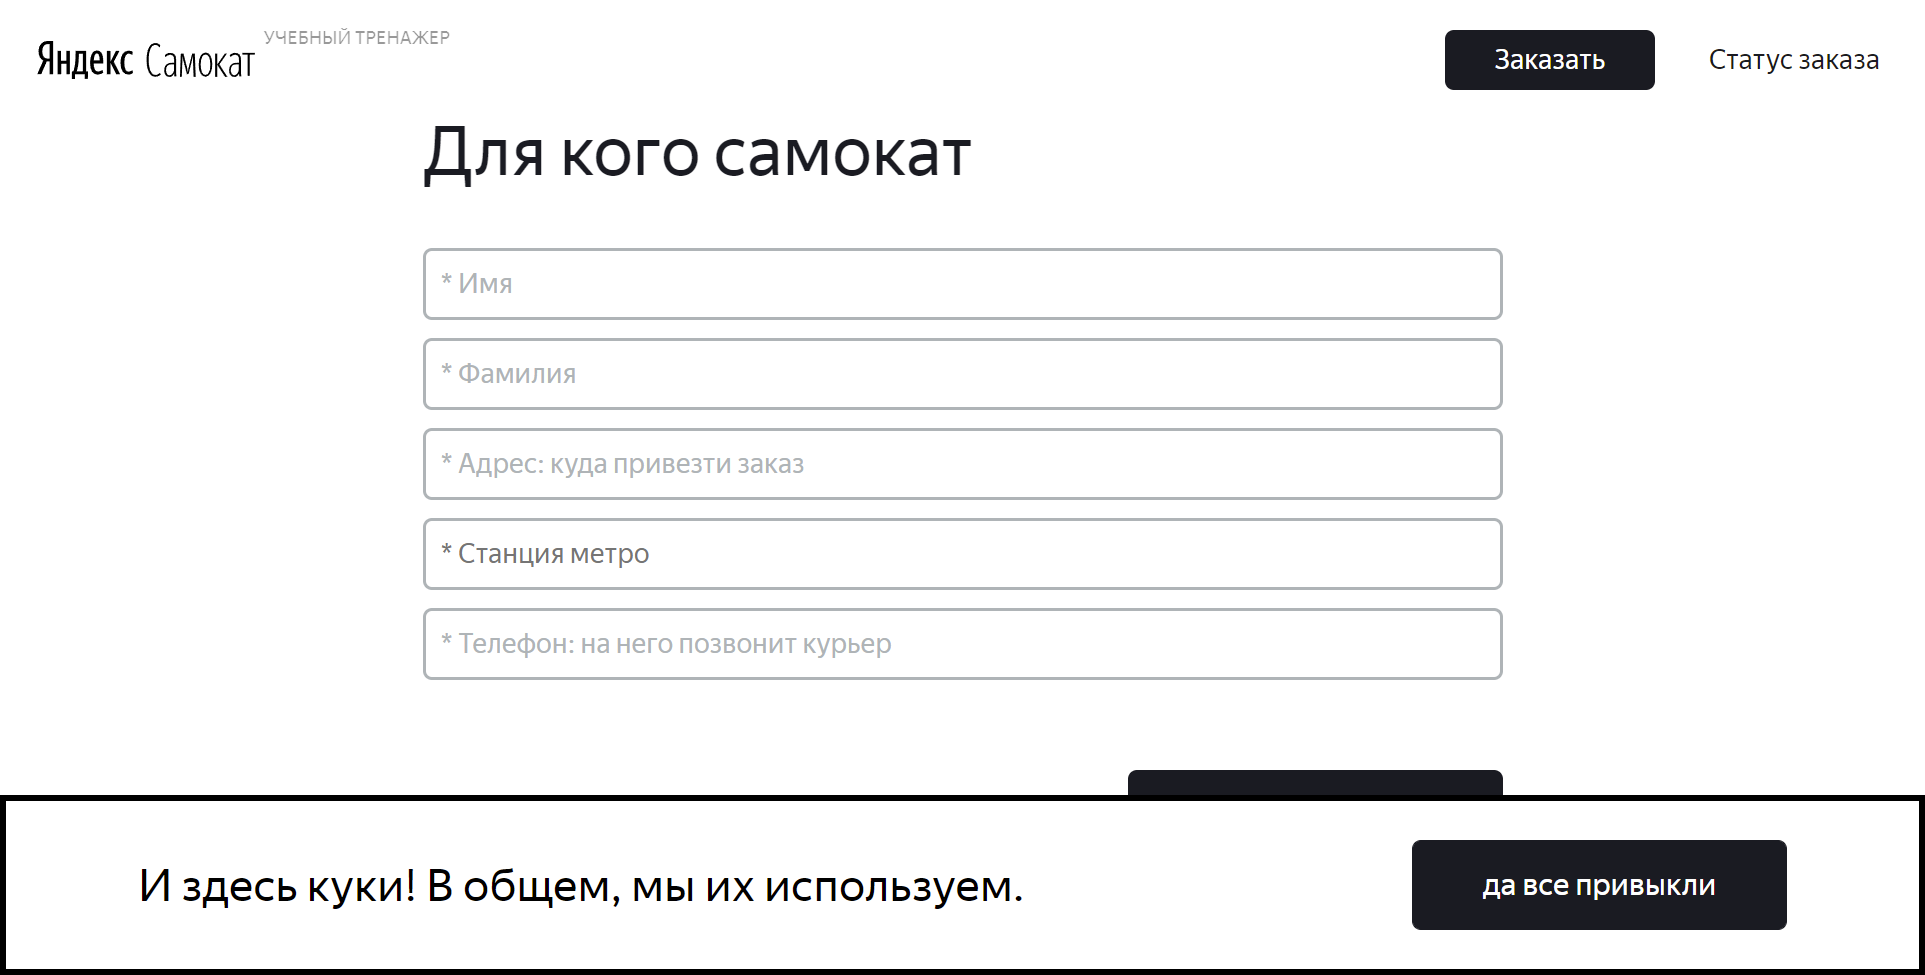 Яндекс Самокат
УЧЕБНЫЙ ТРЕНАЖЕР
Заказать
Статус заказа
Для кого самокат
* Имя
* Фамилия
* Адрес: куда привезти заказ
* Станция метро
* Телефон: на него позвонит курьер
И здесь куки! В общем, мы их используем.
да все привыкли